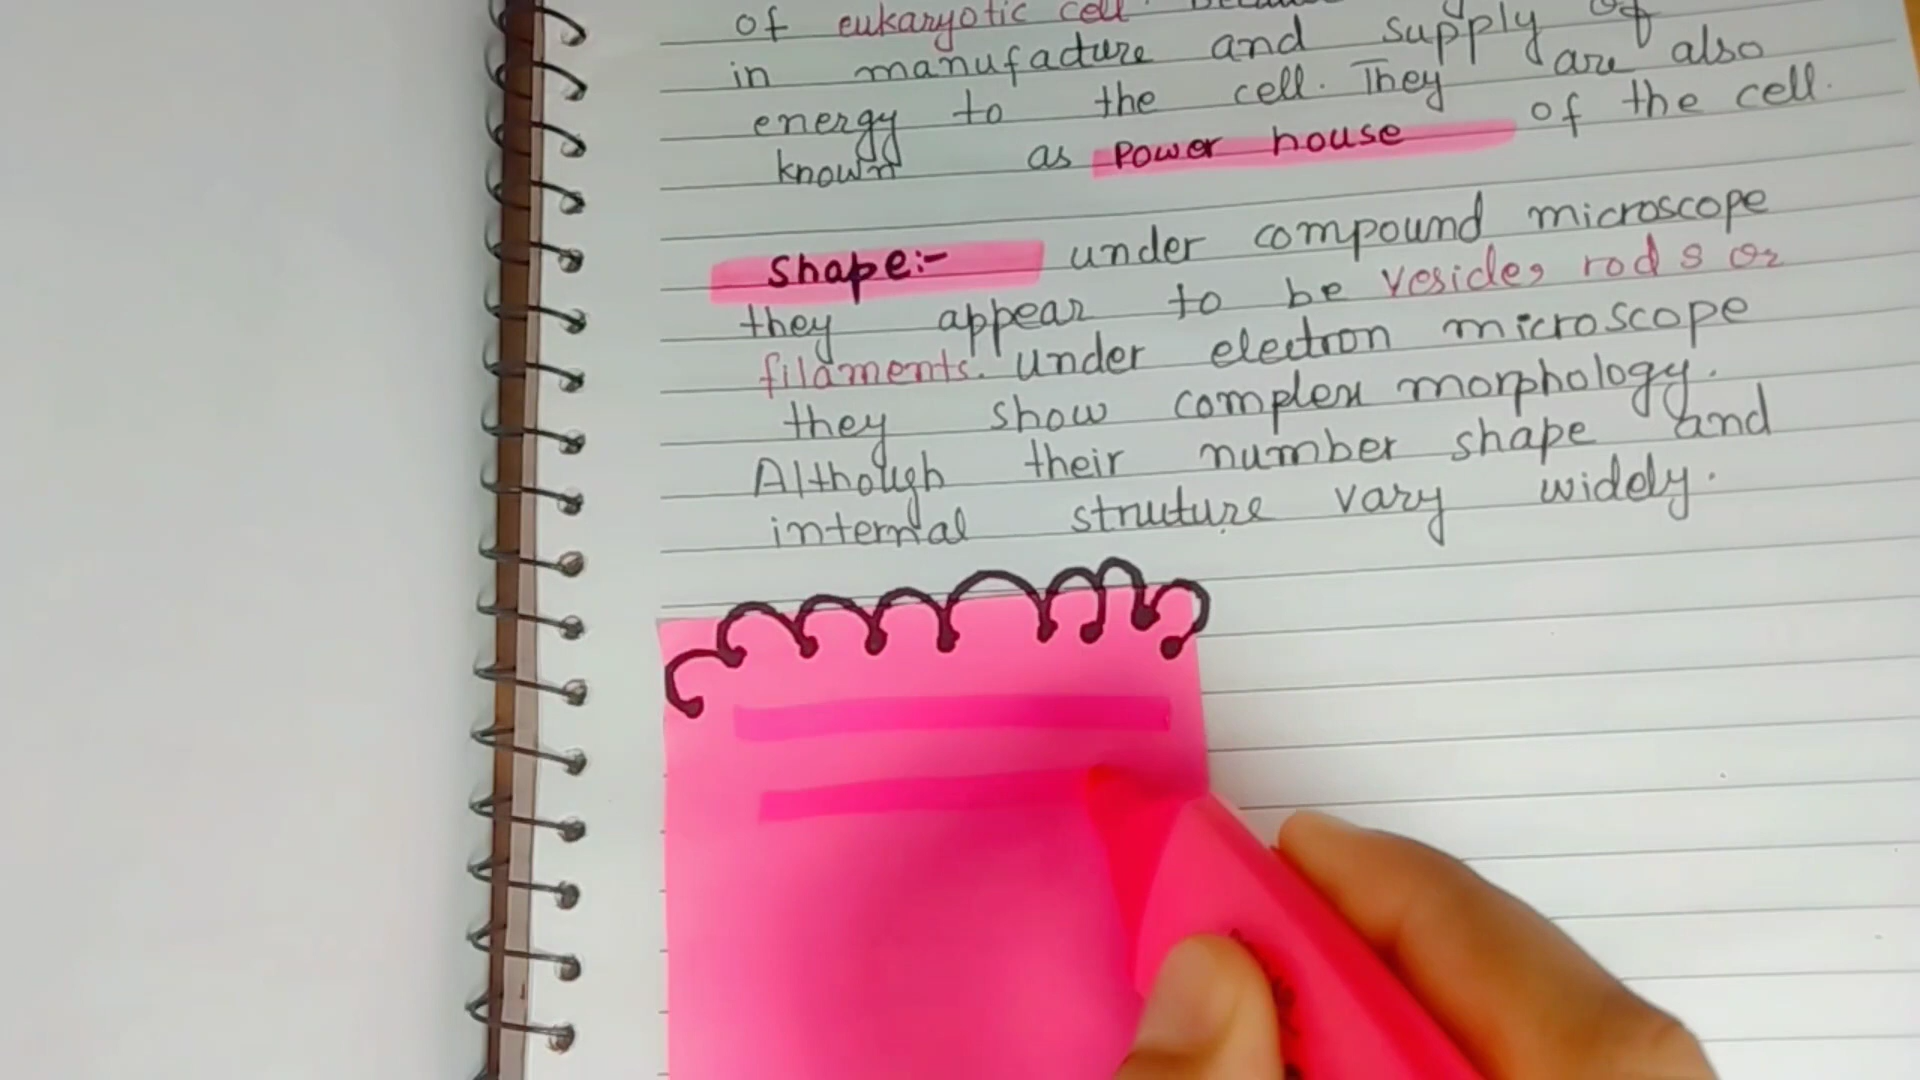 of eukaryotic cell.
in manufacture and supply of
energy to the cell. They are also
known as Power house of the cell.
Shape:- under compound microscope
they appear to be vesicle, rods or
filaments. under electron microscope
they show complex morphology.
Although their number shape and
internal struture vary widely.